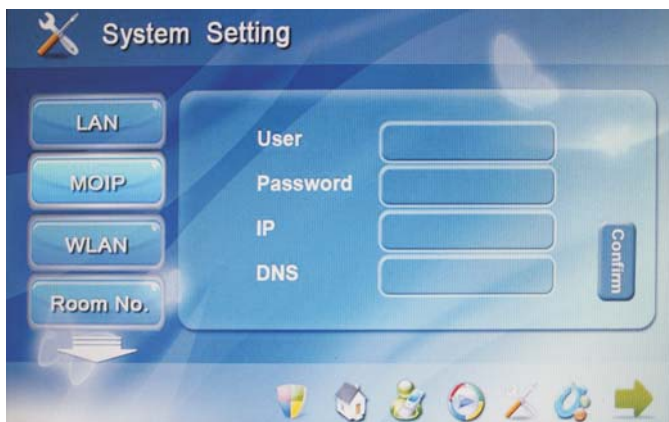 System Setting
LAN
MOIP
WLAN
Room No.
User
Password
IP
DNS
Confirm